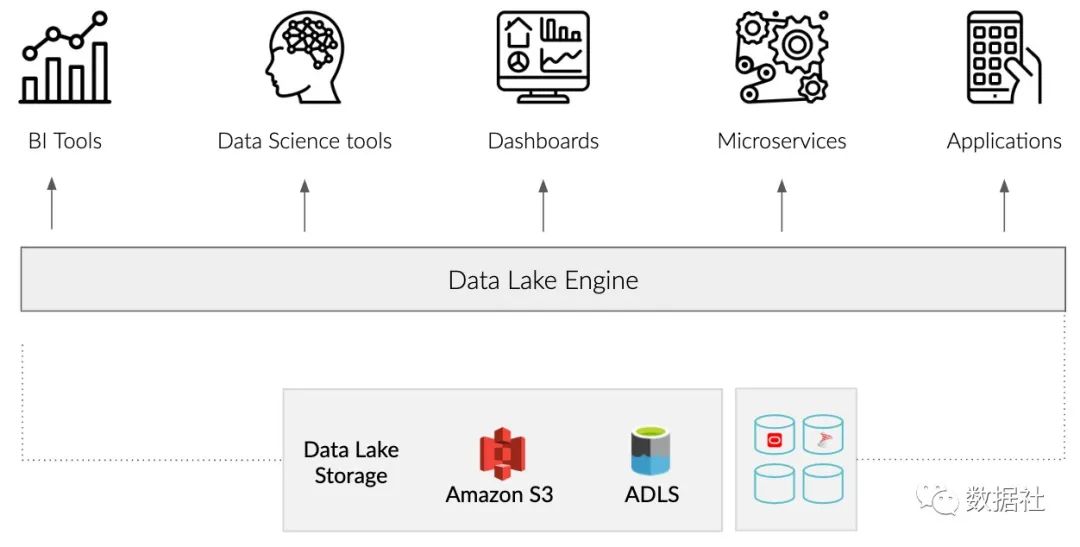 BI Tools
Data Science tools
Dashboards
Microservices
Applications
Data Lake Engine
Data Lake
Storage
Amazon S3
ADLS
数据社